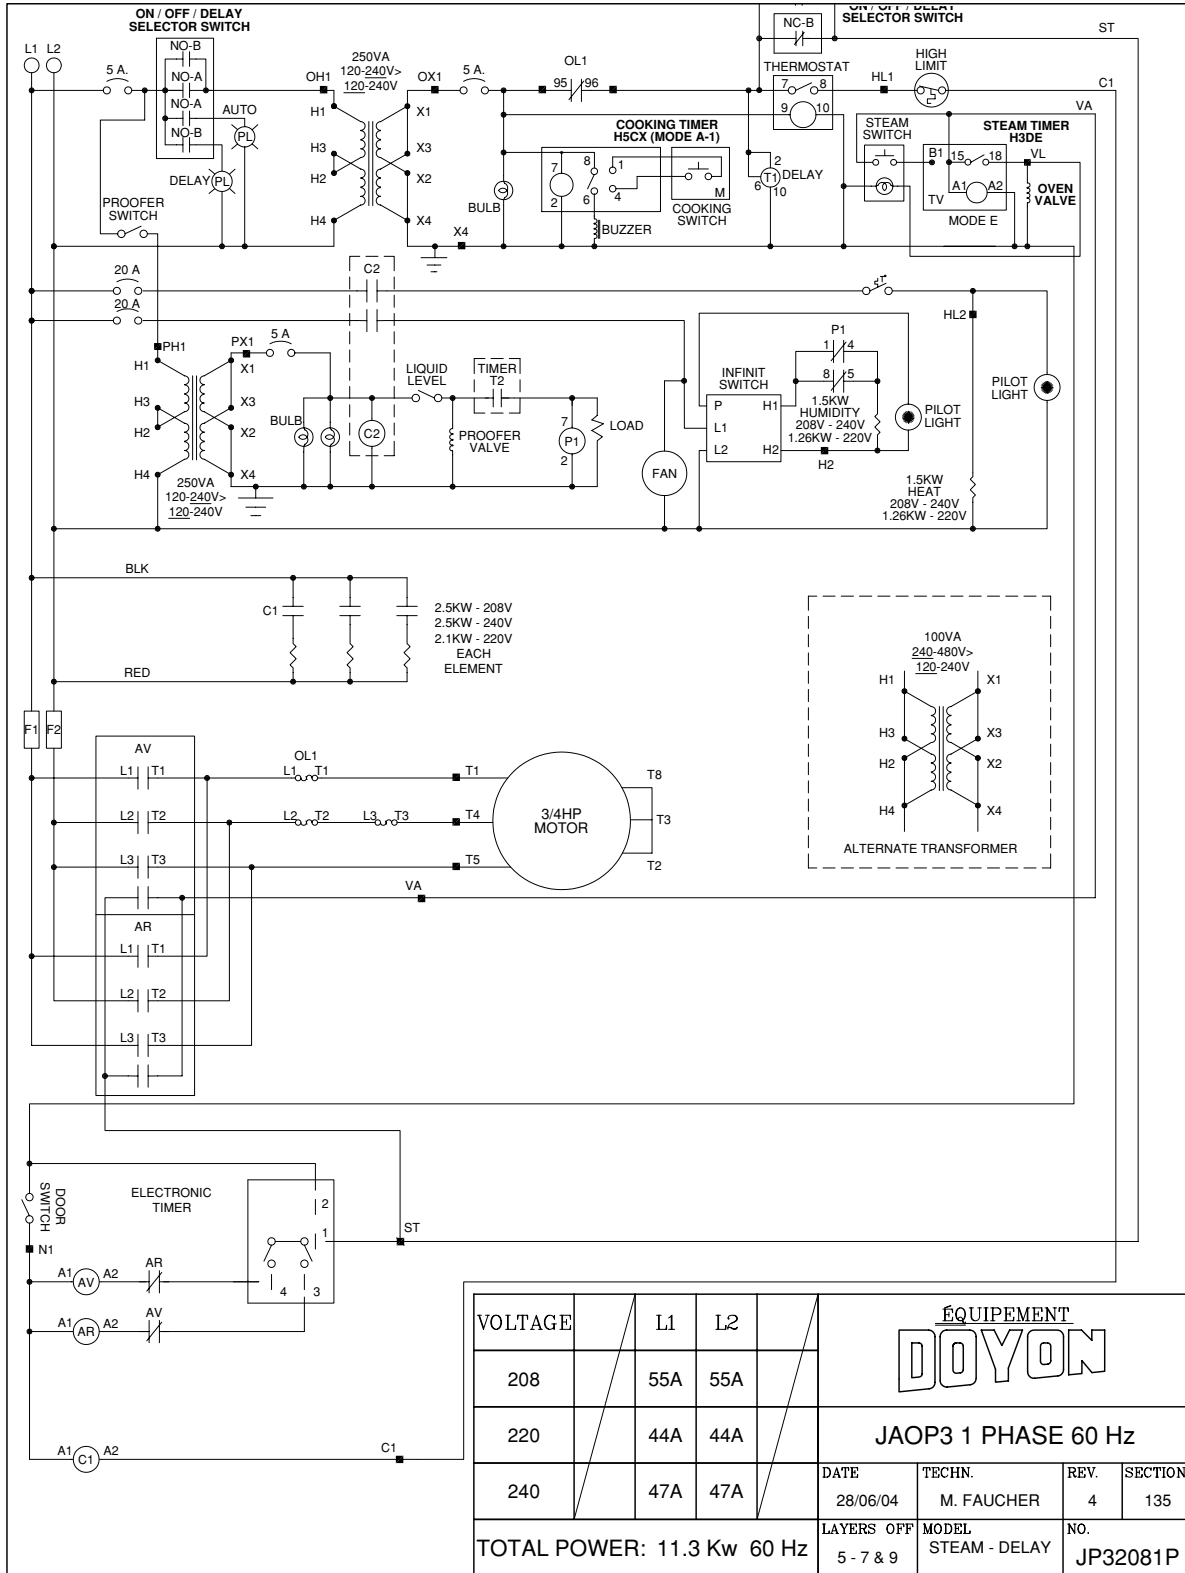 ON / OFF / DELAY
SELECTOR SWITCH
ON / OFF / DELAY
SELECTOR SWITCH
NC-B
ST
L1 L2
NO-B
5 A.
NO-A
NO-A
NO-B
AUTO
PL
DELAY
PL
PROOFER
SWITCH
250VA
120-240V>
120-240V
OH1
OX1
5 A.
H1
X1
H3
X3
H2
X2
H4
X4
X4
OL1
95 96
BULB
COOKING TIMER
H5CX (MODE A-1)
7
2
8
6
1
4
BUZZER
M
COOKING
SWITCH
2
T1
6
10
DELAY
THERMOSTAT
7 8
9 10
HL1
HIGH
LIMIT
C1
VA
STEAM
SWITCH
STEAM TIMER
H3DE
B1
15 18
VL
A1 A2
TV
MODE E
OVEN
VALVE
20 A
20 A
C2
T
HL2
PH1
PX1
5 A
H1
X1
H3
X3
H2
X2
H4
X4
250VA
120-240V>
120-240V
BULB
C2
LIQUID
LEVEL
TIMER
T2
PROOFER
VALVE
7
P1
2
LOAD
FAN
INFINIT
SWITCH
P
L1
L2
H1
H2
P1
1 4
8 5
1.5KW
HUMIDITY
208V - 240V
1.26KW - 220V
H2
PILOT
LIGHT
PILOT
LIGHT
1.5KW
HEAT
208V - 240V
1.26KW - 220V
BLK
C1
2.5KW - 208V
2.5KW - 240V
2.1KW - 220V
EACH
ELEMENT
RED
100VA
240-480V>
120-240V
H1
X1
H3
X3
H2
X2
H4
X4
ALTERNATE TRANSFORMER
F1 F2
AV
L1 T1
L2 T2
L3 T3
OL1
L1 T1
L2 T2
L3 T3
T1
T4
T5
3/4HP
MOTOR
T8
T3
T2
VA
AR
L1 T1
L2 T2
L3 T3
DOOR
SWITCH
ELECTRONIC
TIMER
2
1
4 3
ST
N1
A1 AV A2
AR
A1 AR A2
AV
A1 C1 A2
C1
VOLTAGE L1 L2
208 55A 55A
220 44A 44A
240 47A 47A
TOTAL POWER: 11.3 Kw 60 Hz
ÉQUIPEMENT
DOYON
JAOP3 1 PHASE 60 Hz
DATE TECHN. REV. SECTION
28/06/04 M. FAUCHER 4 135
LAYERS OFF MODEL NO.
5 - 7 & 9 STEAM - DELAY JP32081P